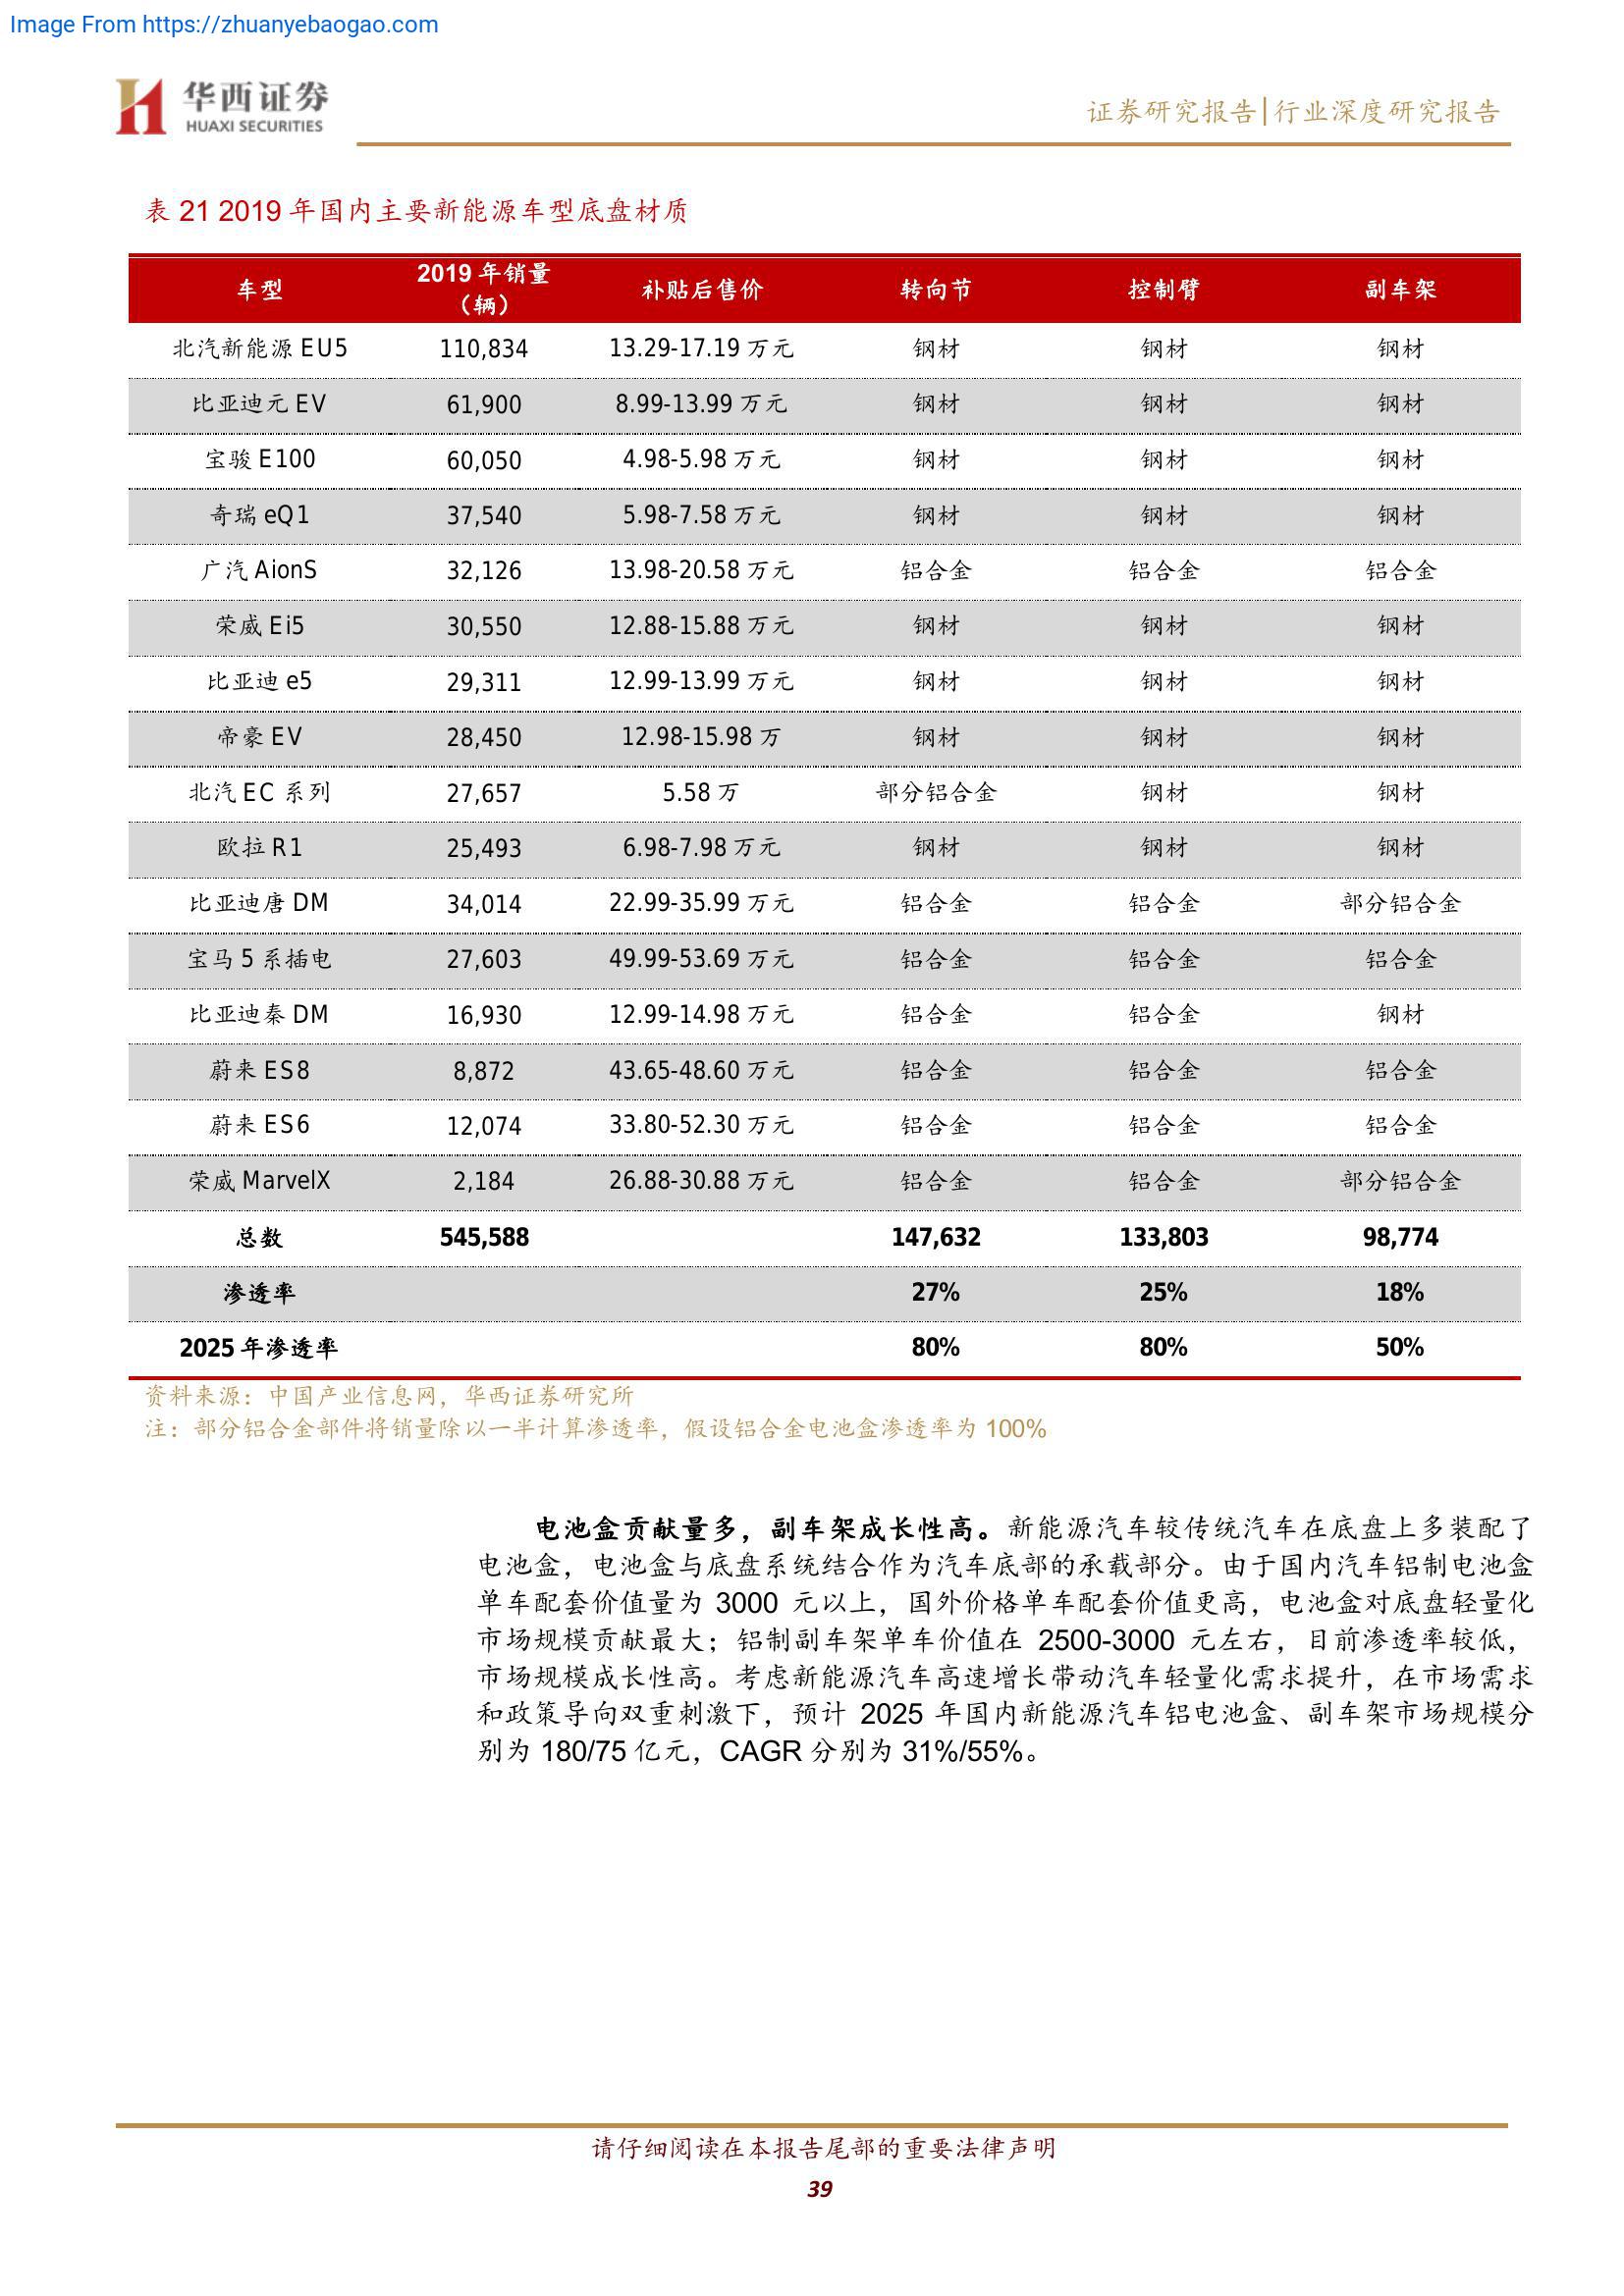 Image From https://zhuanyebaogao.com
华西证券
HUAXI SECURITIES
证券研究报告|行业深度研究报告
表 21 2019 年国内主要新能源车型底盘材质
车型 2019 年销量（辆） 补贴后售价 转向节 控制臂 副车架
北汽新能源 EU5 110,834 13.29-17.19 万元 钢材 钢材 钢材
比亚迪元 EV 61,900 8.99-13.99 万元 钢材 钢材 钢材
宝骏 E100 60,050 4.98-5.98 万元 钢材 钢材 钢材
奇瑞 eQ1 37,540 5.98-7.58 万元 钢材 钢材 钢材
广汽 AionS 32,126 13.98-20.58 万元 铝合金 铝合金 铝合金
荣威 Ei5 30,550 12.88-15.88 万元 钢材 钢材 钢材
比亚迪 e5 29,311 12.99-13.99 万元 钢材 钢材 钢材
帝豪 EV 28,450 12.98-15.98 万 钢材 钢材 钢材
北汽 EC 系列 27,657 5.58 万 部分铝合金 钢材 钢材
欧拉 R1 25,493 6.98-7.98 万元 钢材 钢材 钢材
比亚迪唐 DM 34,014 22.99-35.99 万元 铝合金 铝合金 部分铝合金
宝马 5 系插电 27,603 49.99-53.69 万元 铝合金 铝合金 铝合金
比亚迪秦 DM 16,930 12.99-14.98 万元 铝合金 铝合金 钢材
蔚来 ES8 8,872 43.65-48.60 万元 铝合金 铝合金 铝合金
蔚来 ES6 12,074 33.80-52.30 万元 铝合金 铝合金 铝合金
荣威 MarvelX 2,184 26.88-30.88 万元 铝合金 铝合金 部分铝合金
总数 545,588 147,632 133,803 98,774
渗透率 27% 25% 18%
2025 年渗透率 80% 80% 50%
资料来源：中国产业信息网，华西证券研究所
注：部分铝合金部件将销量除以一半计算渗透率，假设铝合金电池盒渗透率为 100%
电池盒贡献量多，副车架成长性高。新能源汽车较传统汽车在底盘上多装配了
电池盒，电池盒与底盘系统结合作为汽车底部的承载部分。由于国内汽车铝制电池盒
单车配套价值量为 3000 元以上，国外价格单车配套价值更高，电池盒对底盘轻量化
市场规模贡献最大；铝制副车架单车价值在 2500-3000 元左右，目前渗透率较低，
市场规模成长性高。考虑新能源汽车高速增长带动汽车轻量化需求提升，在市场需求
和政策导向双重刺激下，预计 2025 年国内新能源汽车铝电池盒、副车架市场规模分
别为 180/75 亿元，CAGR 分别为 31%/55%。
请仔细阅读在本报告尾部的重要法律声明
39